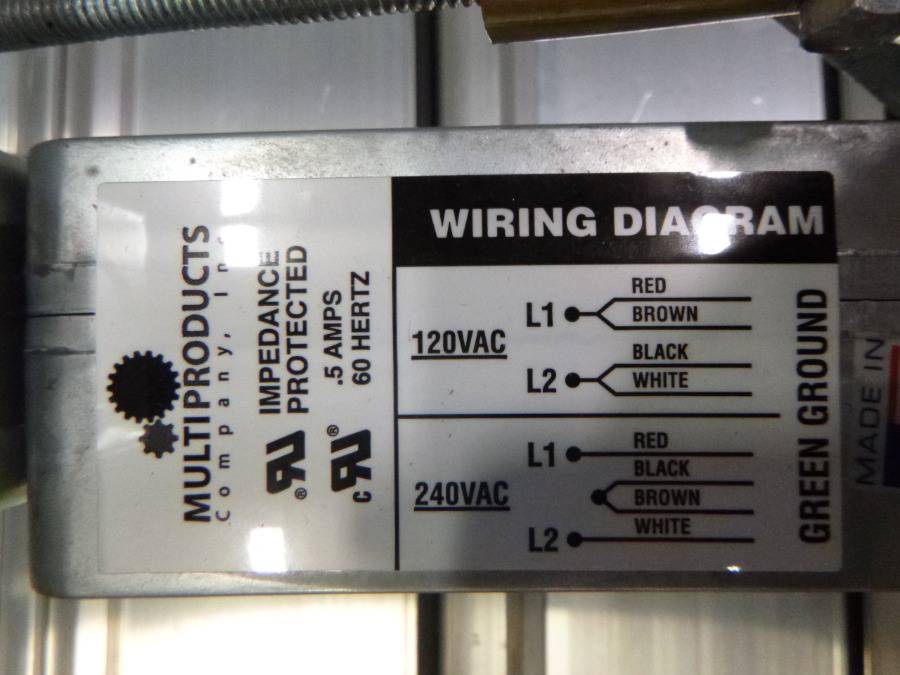 MULTIPRODUCTS
Company, Inc
IMPEDANCE
PROTECTED
.5 AMPS
60 HERTZ
WIRING DIAGRAM
120VAC
L1
RED
BROWN
L2
BLACK
WHITE
240VAC
L1
RED
BLACK
BROWN
L2
WHITE
GREEN GROUND
MADE IN